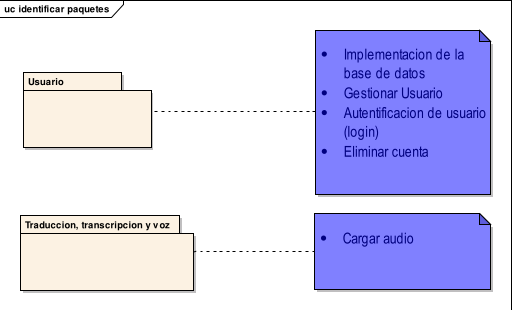 uc identificar paquetes
Usuario
• Implementacion de la
base de datos
• Gestionar Usuario
• Autentificacion de usuario
(login)
• Eliminar cuenta
Traduccion, transcripcion y voz
• Cargar audio